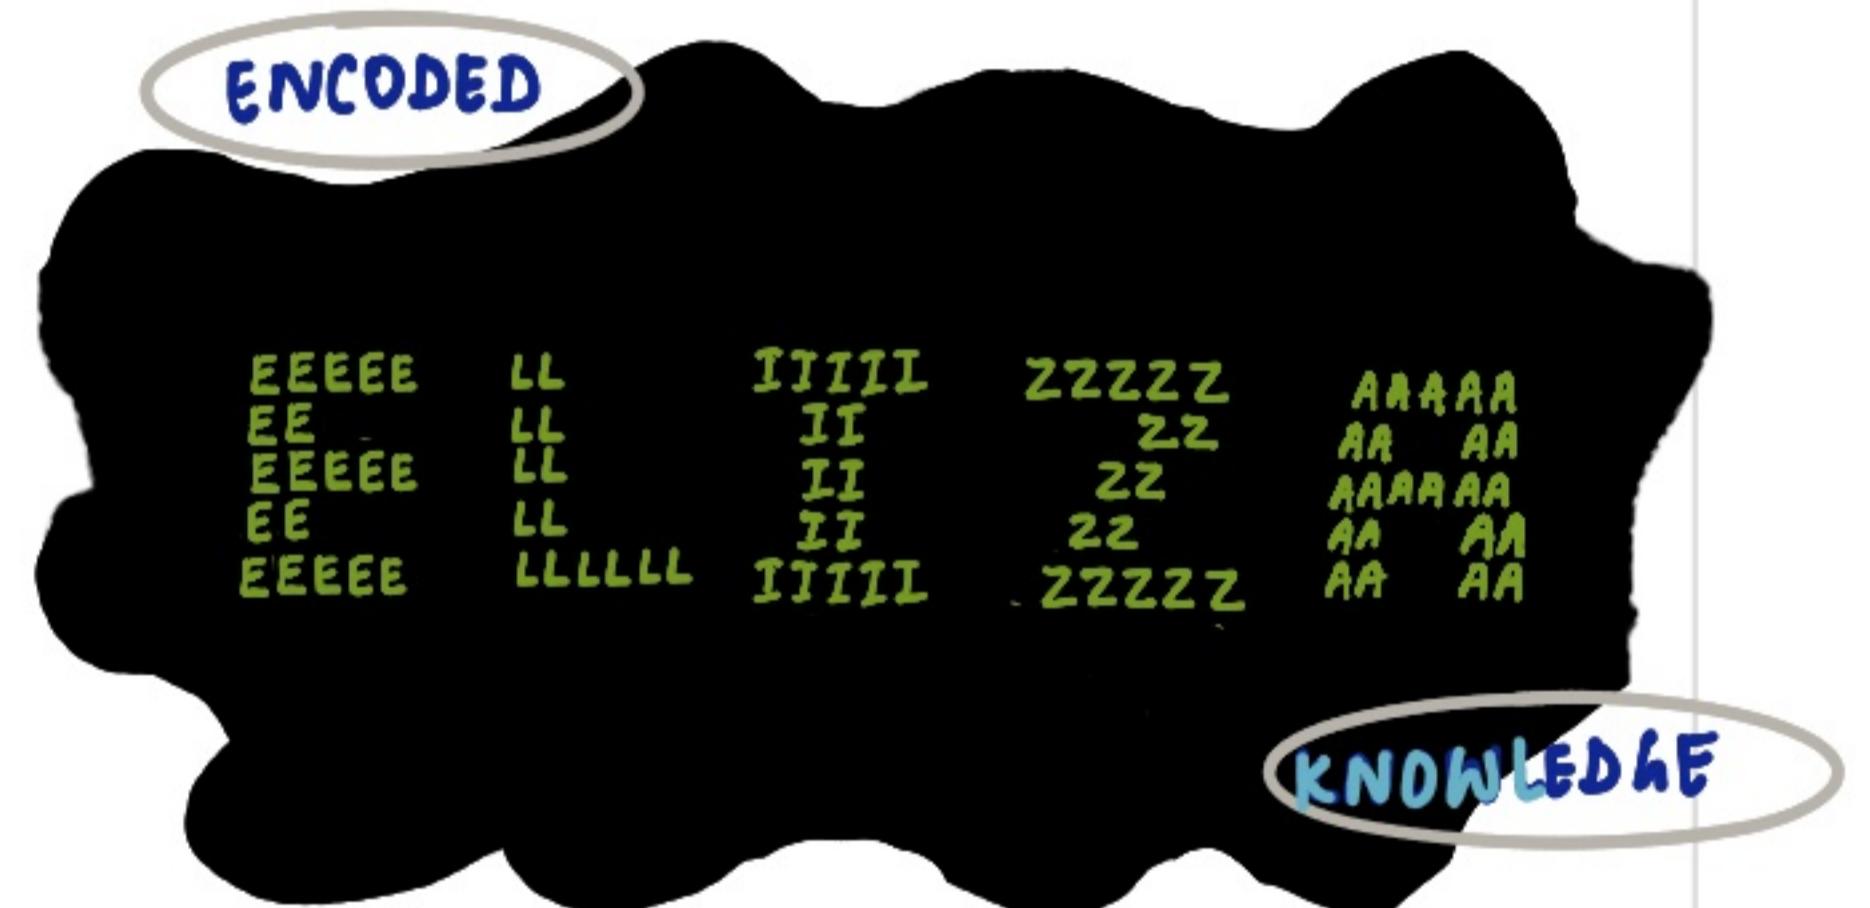 ENCODED
EEEEE LL IIIII ZZZZZ AAAAA
EE LL II ZZ AA AA
EEEEE LL II ZZ AAAAAA
EE LL II ZZ AA AA
EEEEE LLLLLL IIIII ZZZZZ AA AA
KNOWLEDGE